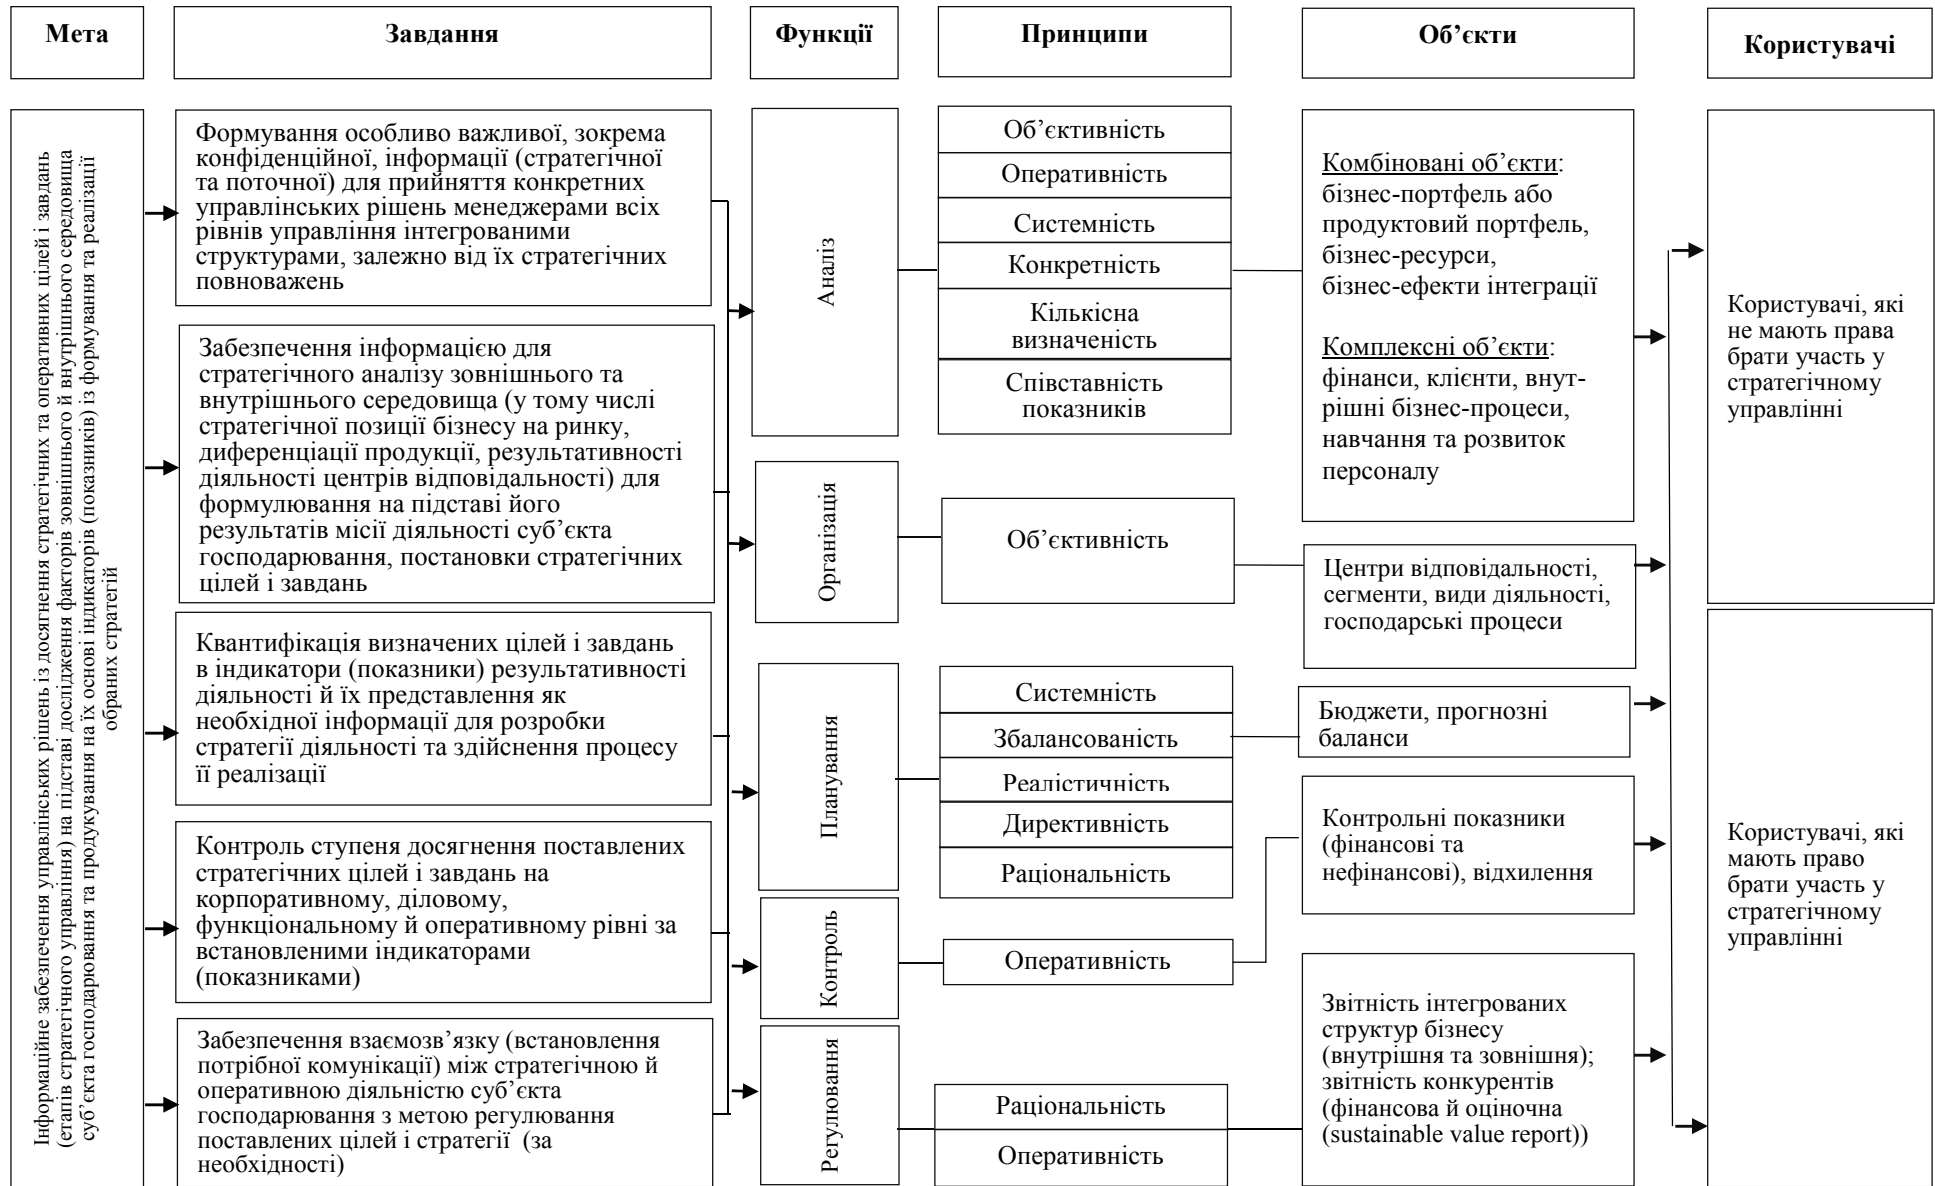 Мета
Завдання
Функції
Принципи
Об’єкти
Користувачі
Інформаційне забезпечення управлінських рішень із досягнення стратегічних та оперативних цілей і завдань
(етапів стратегічного управління) на підставі дослідження факторів зовнішнього й внутрішнього середовища
суб’єкта господарювання та продукування на їх основі індикаторів (показників) із формування та реалізації
обраних стратегій
Формування особливо важливої, зокрема
конфіденційної, інформації (стратегічної
та поточної) для прийняття конкретних
управлінських рішень менеджерами всіх
рівнів управління інтегрованими
структурами, залежно від їх стратегічних
повноважень
Забезпечення інформацією для
стратегічного аналізу зовнішнього та
внутрішнього середовища (у тому числі
стратегічної позиції бізнесу на ринку,
диференціації продукції, результативності
діяльності центрів відповідальності) для
формулювання на підставі його
результатів місії діяльності суб’єкта
господарювання, постановки стратегічних
цілей і завдань
Квантифікація визначених цілей і завдань
в індикатори (показники) результативності
діяльності й їх представлення як
необхідної інформації для розробки
стратегії діяльності та здійснення процесу
її реалізації
Контроль ступеня досягнення поставлених
стратегічних цілей і завдань на
корпоративному, діловому,
функціональному й оперативному рівні за
встановленими індикаторами
(показниками)
Забезпечення взаємозв’язку (встановлення
потрібної комунікації) між стратегічною й
оперативною діяльністю суб’єкта
господарювання з метою регулювання
поставлених цілей і стратегії (за
необхідності)
Аналіз
Організація
Планування
Контроль
Регулювання
Об’єктивність
Оперативність
Системність
Конкретність
Кількісна
визначеність
Співставність
показників
Об’єктивність
Системність
Збалансованість
Реалістичність
Директивність
Раціональність
Оперативність
Раціональність
Оперативність
Комбіновані об’єкти:
бізнес-портфель або
продуктовий портфель,
бізнес-ресурси,
бізнес-ефекти інтеграції
Комплексні об’єкти:
фінанси, клієнти, внут-
рішні бізнес-процеси,
навчання та розвиток
персоналу
Центри відповідальності,
сегменти, види діяльності,
господарські процеси
Бюджети, прогнозні
баланси
Контрольні показники
(фінансові та
нефінансові), відхилення
Звітність інтегрованих
структур бізнесу
(внутрішня та зовнішня);
звітність конкурентів
(фінансова й оціночна
(sustainable value report))
Користувачі, які
не мають права
брати участь у
стратегічному
управлінні
Користувачі, які
мають право
брати участь у
стратегічному
управлінні